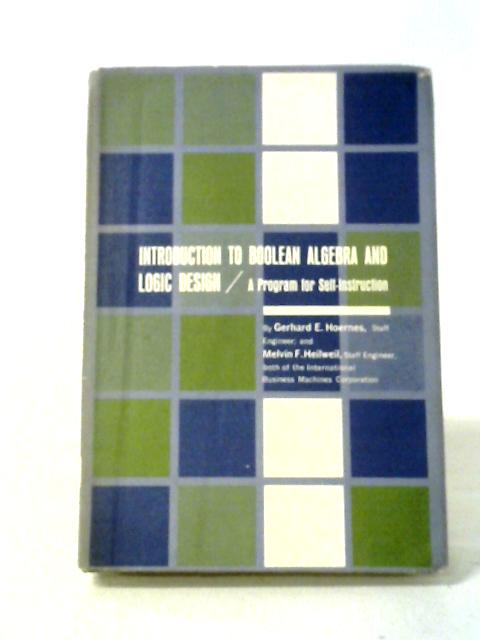 INTRODUCTION TO BOOLEAN ALGEBRA AND
LOGIC DESIGN / A Program for Self-Instruction
By Gerhard E. Hoernes, Staff
Engineer; and
Melvin F. Heilweil, Staff Engineer,
both of the International
Business Machines Corporation